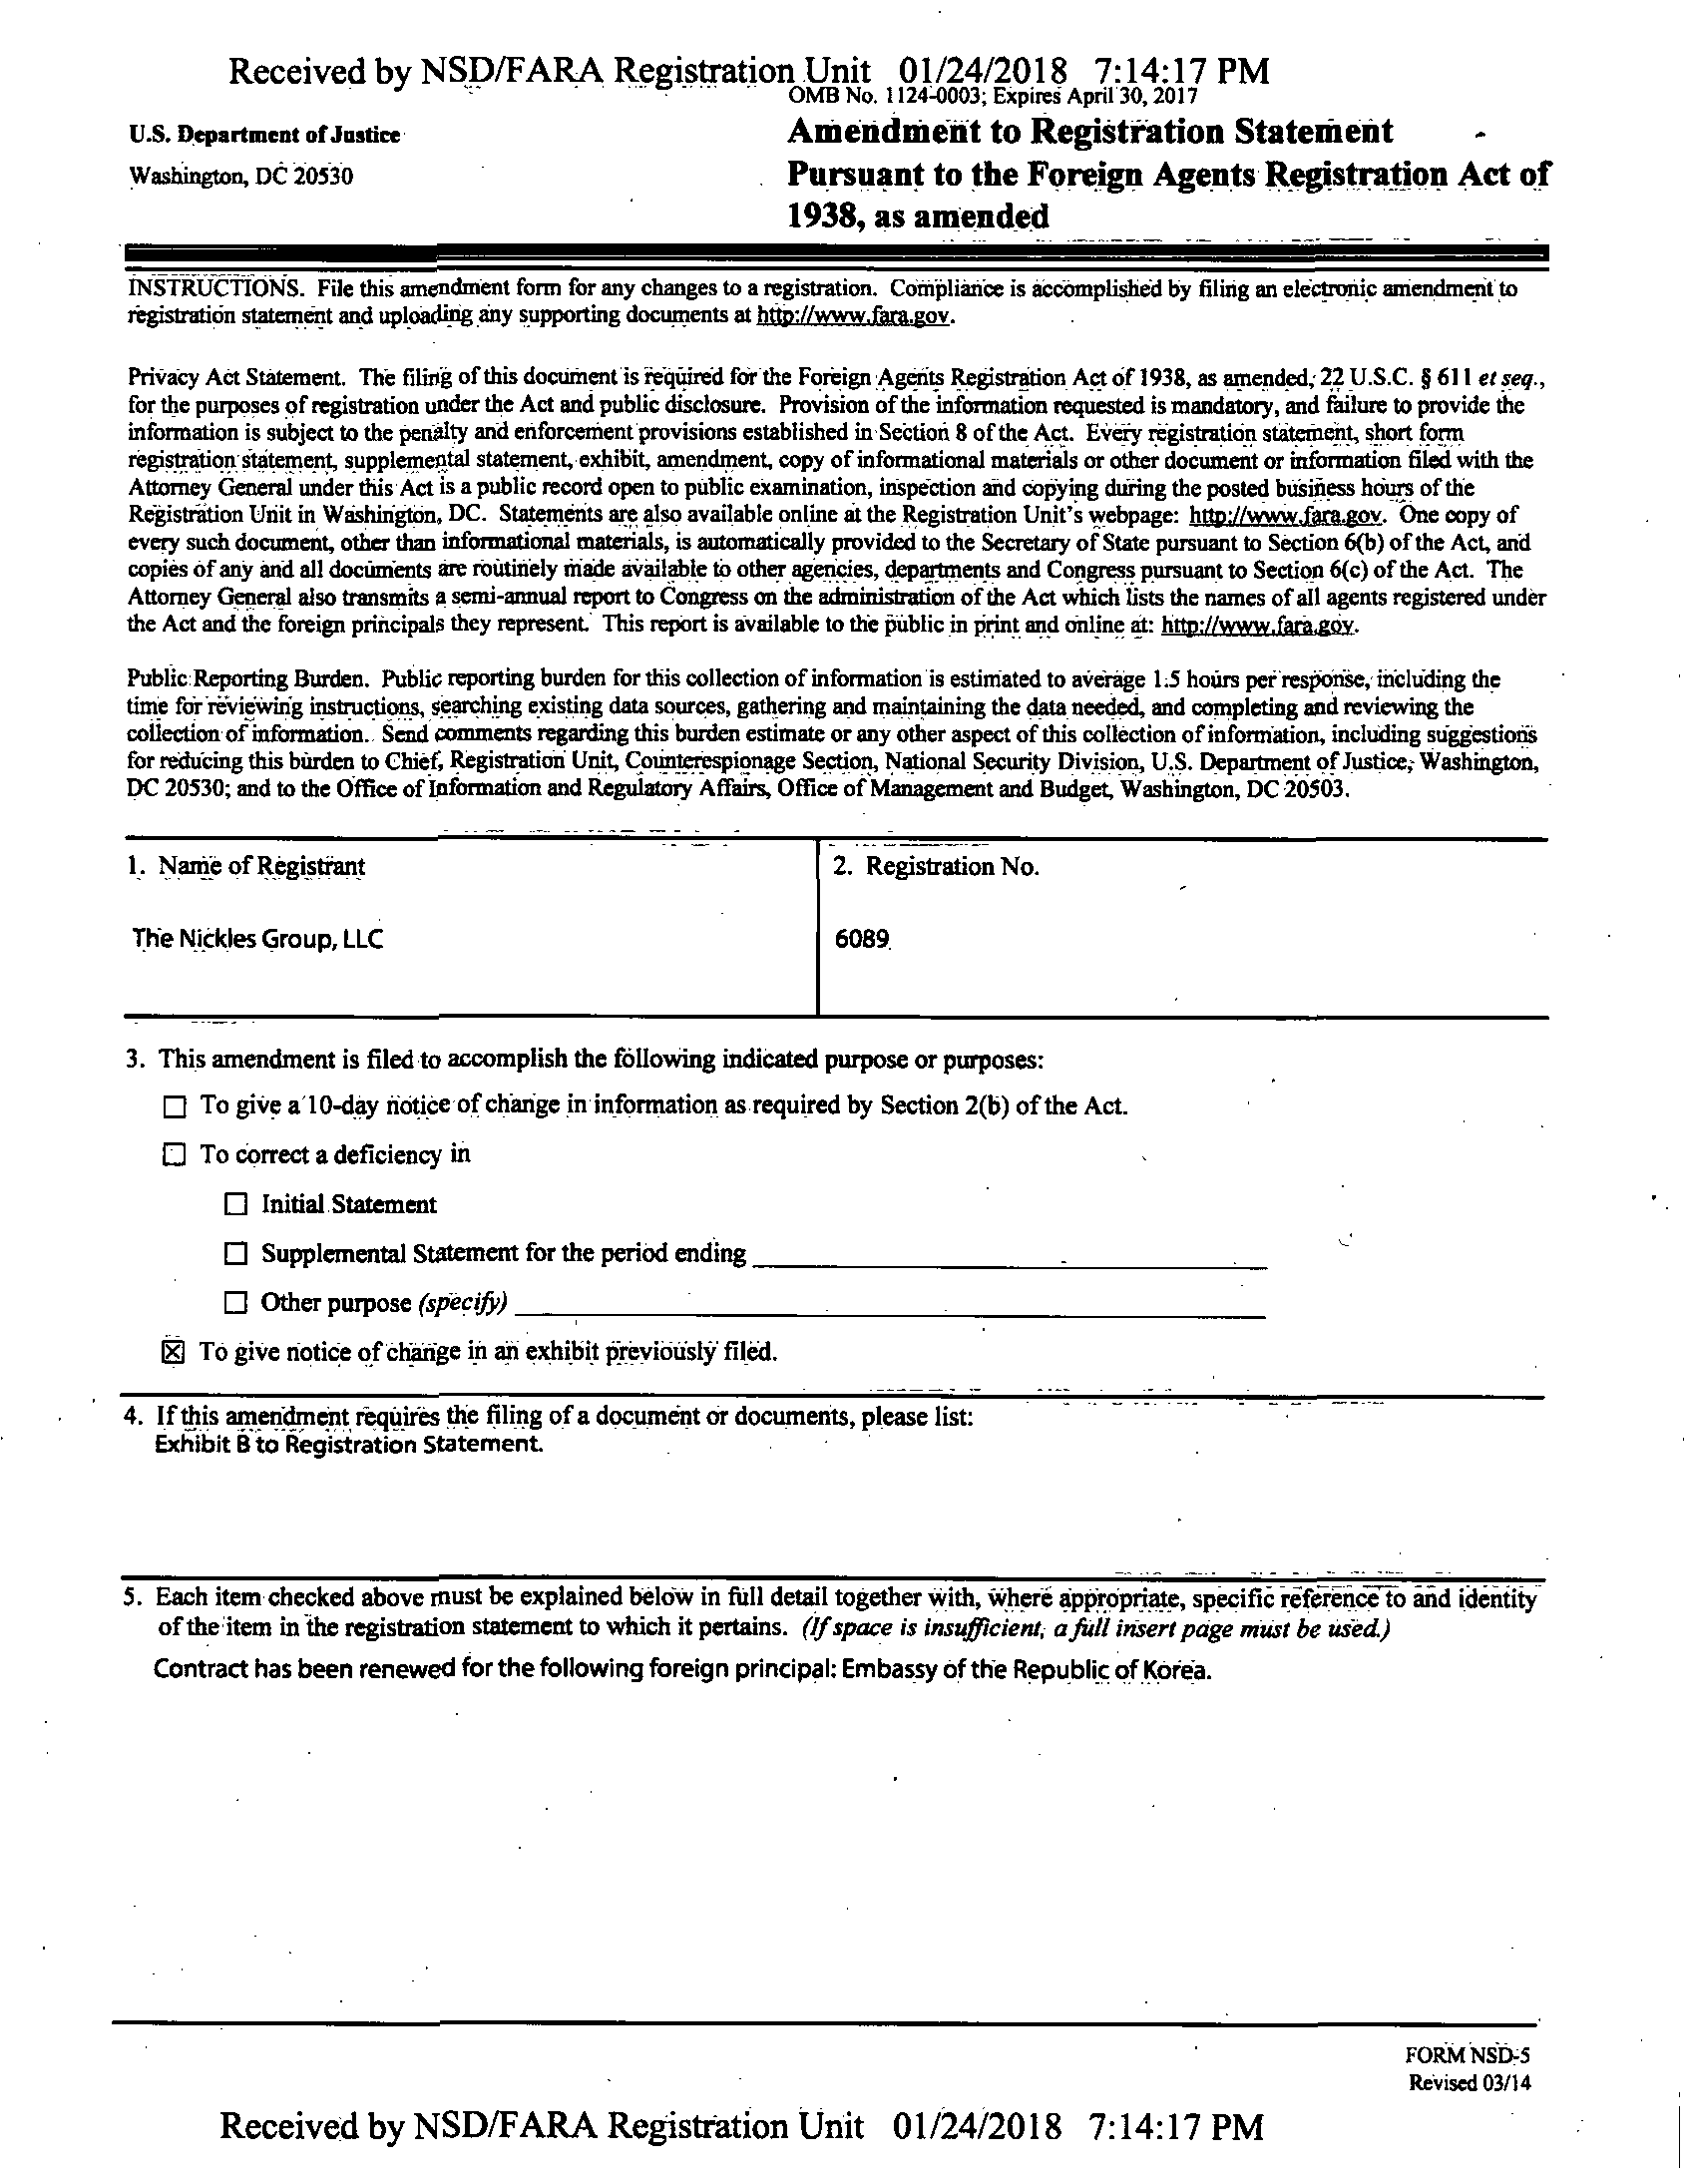 Received by NSD/FARA Registration Unit 01/24/2018 7:14:17 PM
OMB No. 1124-0003; Expires April 30, 2017
U.S. Department of Justice
Washington, DC 20530
Amendment to Registration Statement
Pursuant to the Foreign Agents Registration Act of
1938, as amended
INSTRUCTIONS. File this amendment form for any changes to a registration. Compliance is accomplished by filing an electronic amendment to
registration statement and uploading any supporting documents at http://www.fara.gov.
Privacy Act Statement. The filing of this document is required for the Foreign Agents Registration Act of 1938, as amended, 22 U.S.C. § 611 et seq.,
for the purposes of registration under the Act and public disclosure. Provision of the information requested is mandatory, and failure to provide the
information is subject to the penalty and enforcement provisions established in Section 8 of the Act. Every registration statement, short form
registration statement, supplemental statement, exhibit, amendment, copy of informational materials or other document or information filed with the
Attorney General under this Act is a public record open to public examination, inspection and copying during the posted business hours of the
Registration Unit in Washington, DC. Statements are also available online at the Registration Unit's webpage: http://www.fara.gov. One copy of
every such document, other than informational materials, is automatically provided to the Secretary of State pursuant to Section 6(b) of the Act, and
copies of any and all documents are routinely made available to other agencies, departments and Congress pursuant to Section 6(c) of the Act. The
Attorney General also transmits a semi-annual report to Congress on the administration of the Act which lists the names of all agents registered under
the Act and the foreign principals they represent. This report is available to the public in print and online at: http://www.fara.gov.
Public Reporting Burden. Public reporting burden for this collection of information is estimated to average 1.5 hours per response, including the
time for reviewing instructions, searching existing data sources, gathering and maintaining the data needed, and completing and reviewing the
collection of information. Send comments regarding this burden estimate or any other aspect of this collection of information, including suggestions
for reducing this burden to Chief, Registration Unit, Counterespionage Section, National Security Division, U.S. Department of Justice, Washington,
DC 20530; and to the Office of Information and Regulatory Affairs, Office of Management and Budget, Washington, DC 20503.
1. Name of Registrant
The Nickles Group, LLC
2. Registration No.
6089
3. This amendment is filed to accomplish the following indicated purpose or purposes:
☐ To give a 10-day notice of change in information as required by Section 2(b) of the Act.
☐ To correct a deficiency in
☐ Initial Statement
☐ Supplemental Statement for the period ending
☐ Other purpose (specify)
☒ To give notice of change in an exhibit previously filed.
4. If this amendment requires the filing of a document or documents, please list:
Exhibit B to Registration Statement.
5. Each item checked above must be explained below in full detail together with, where appropriate, specific reference to and identity
of the item in the registration statement to which it pertains. (If space is insufficient, a full insert page must be used.)
Contract has been renewed for the following foreign principal: Embassy of the Republic of Korea.
FORM NSD-5
Revised 03/14
Received by NSD/FARA Registration Unit 01/24/2018 7:14:17 PM